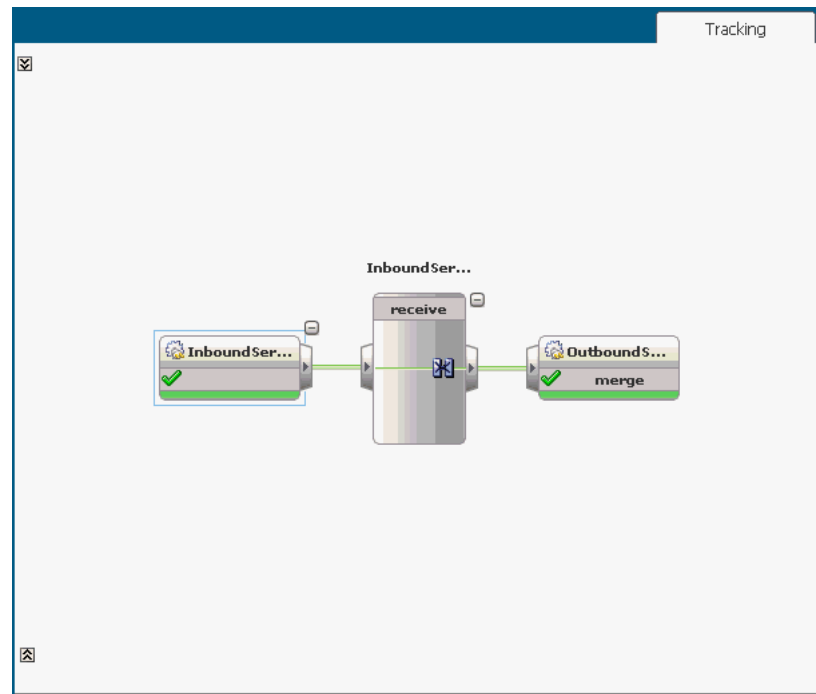 Tracking
InboundSer...
receive
InboundSer...
OutboundS...
merge